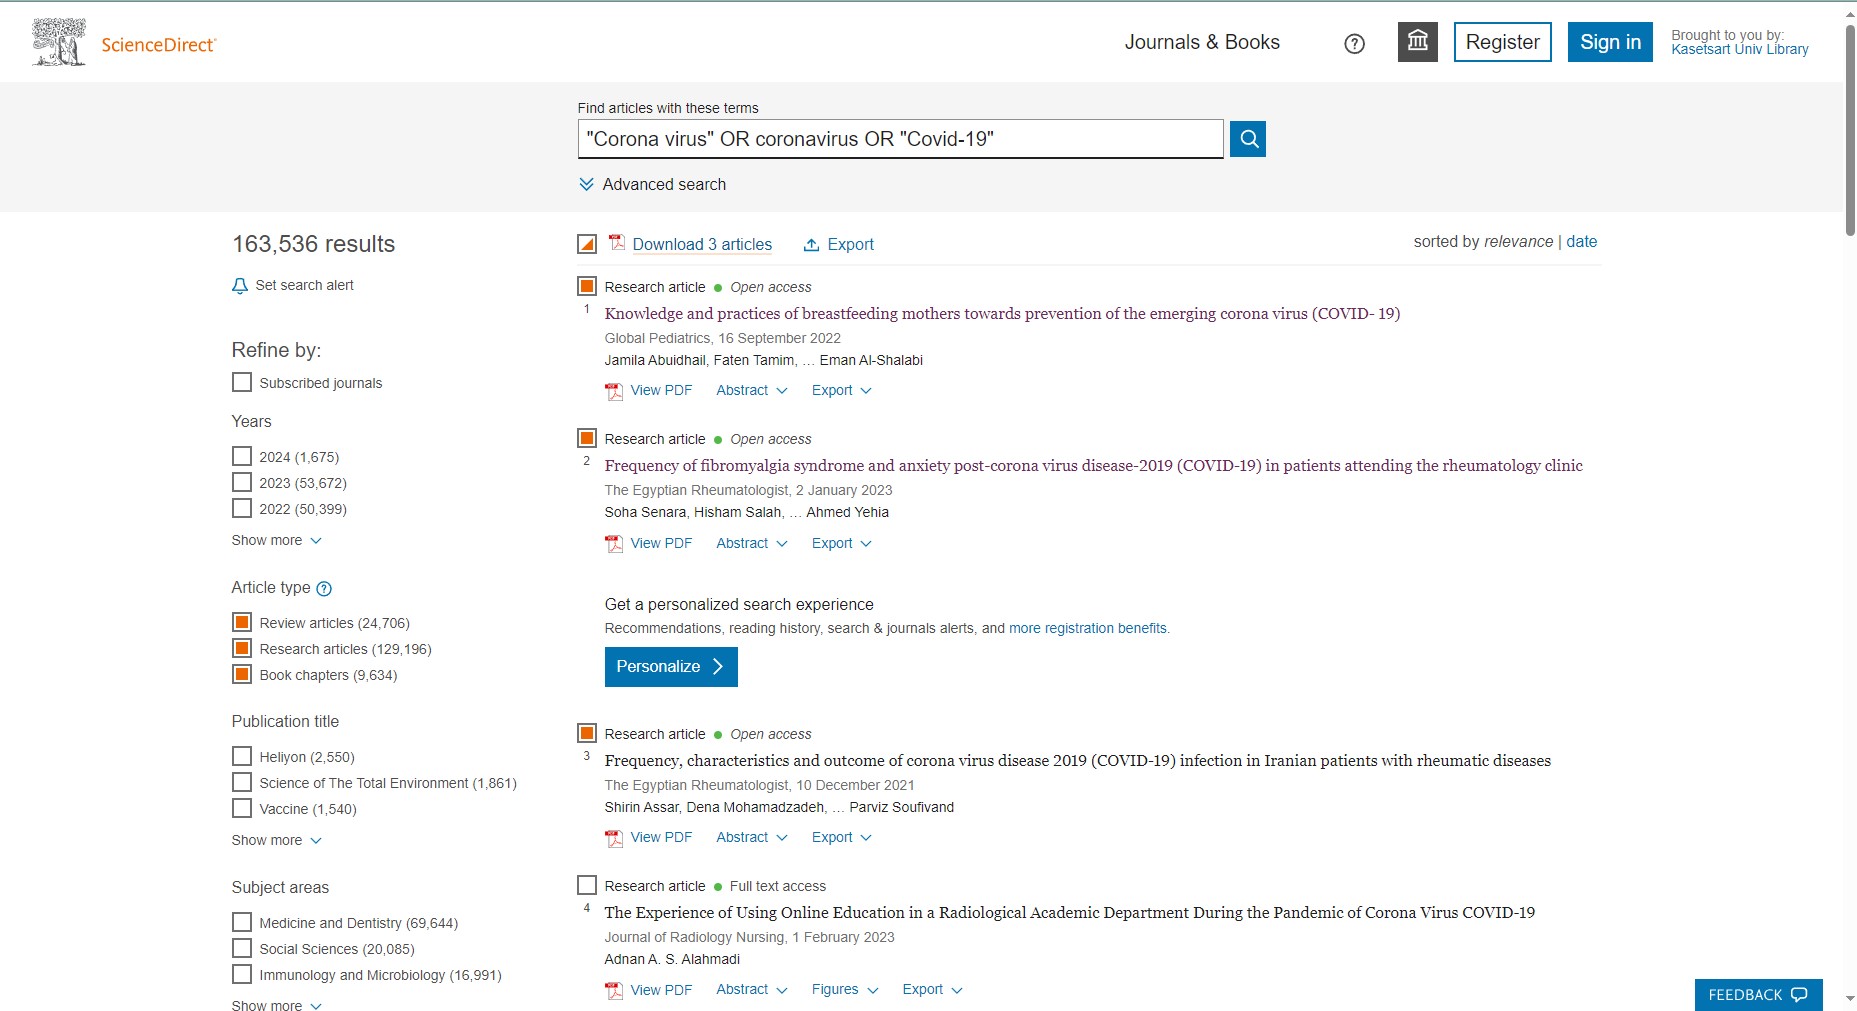 ScienceDirect
Journals & Books
Register
Sign in
Brought to you by:
Kasetsart Univ Library
Find articles with these terms
"Corona virus" OR coronavirus OR "Covid-19"
Advanced search
163,536 results
Set search alert
Refine by:
Subscribed journals
Years
2024 (1,675)
2023 (53,672)
2022 (50,399)
Show more
Article type
Review articles (24,706)
Research articles (129,196)
Book chapters (9,634)
Publication title
Heliyon (2,550)
Science of The Total Environment (1,861)
Vaccine (1,540)
Show more
Subject areas
Medicine and Dentistry (69,644)
Social Sciences (20,085)
Immunology and Microbiology (16,991)
Show more
Download 3 articles Export
sorted by relevance | date
Research article Open access
1 Knowledge and practices of breastfeeding mothers towards prevention of the emerging corona virus (COVID- 19)
Global Pediatrics, 16 September 2022
Jamila Abuidhail, Faten Tamim, … Eman Al-Shalabi
View PDF Abstract Export
Research article Open access
2 Frequency of fibromyalgia syndrome and anxiety post-corona virus disease-2019 (COVID-19) in patients attending the rheumatology clinic
The Egyptian Rheumatologist, 2 January 2023
Soha Senara, Hisham Salah, … Ahmed Yehia
View PDF Abstract Export
Get a personalized search experience
Recommendations, reading history, search & journals alerts, and more registration benefits.
Personalize
Research article Open access
3 Frequency, characteristics and outcome of corona virus disease 2019 (COVID-19) infection in Iranian patients with rheumatic diseases
The Egyptian Rheumatologist, 10 December 2021
Shirin Assar, Dena Mohamadzadeh, … Parviz Soufivand
View PDF Abstract Export
Research article Full text access
4 The Experience of Using Online Education in a Radiological Academic Department During the Pandemic of Corona Virus COVID-19
Journal of Radiology Nursing, 1 February 2023
Adnan A. S. Alahmadi
View PDF Abstract Figures Export
FEEDBACK